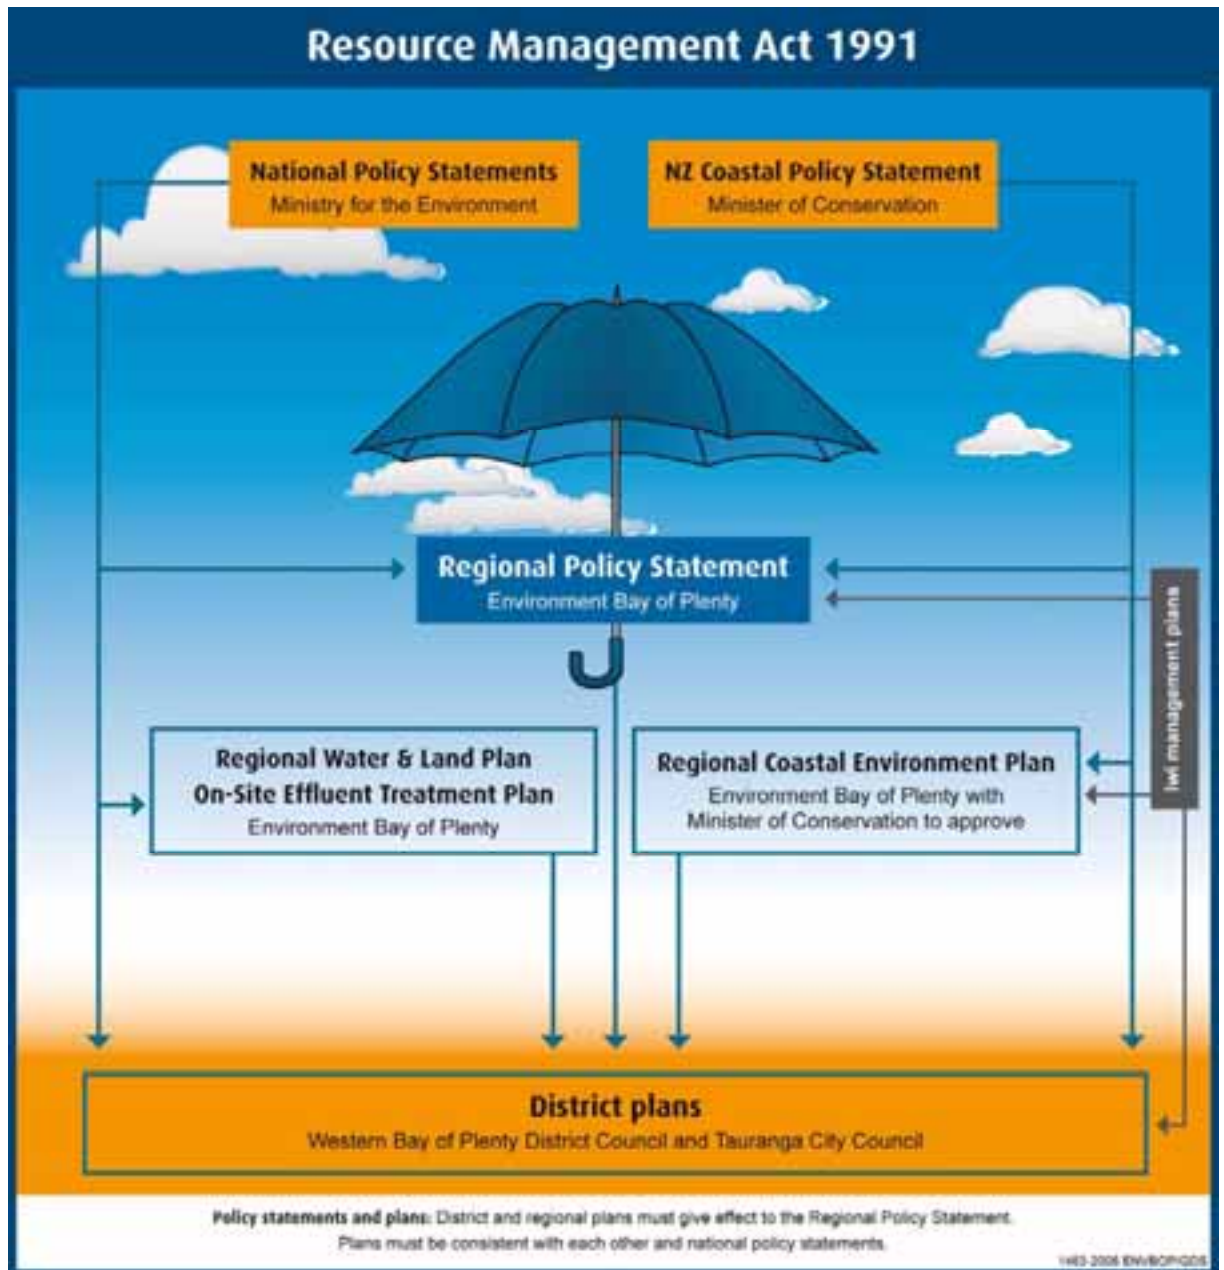 Resource Management Act 1991
National Policy Statements
Ministry for the Environment
NZ Coastal Policy Statement
Minister of Conservation
Regional Policy Statement
Environment Bay of Plenty
Iwi management plans
Regional Water & Land Plan
On-Site Effluent Treatment Plan
Environment Bay of Plenty
Regional Coastal Environment Plan
Environment Bay of Plenty with
Minister of Conservation to approve
District plans
Western Bay of Plenty District Council and Tauranga City Council
Policy statements and plans: District and regional plans must give effect to the Regional Policy Statement.
Plans must be consistent with each other and national policy statements.